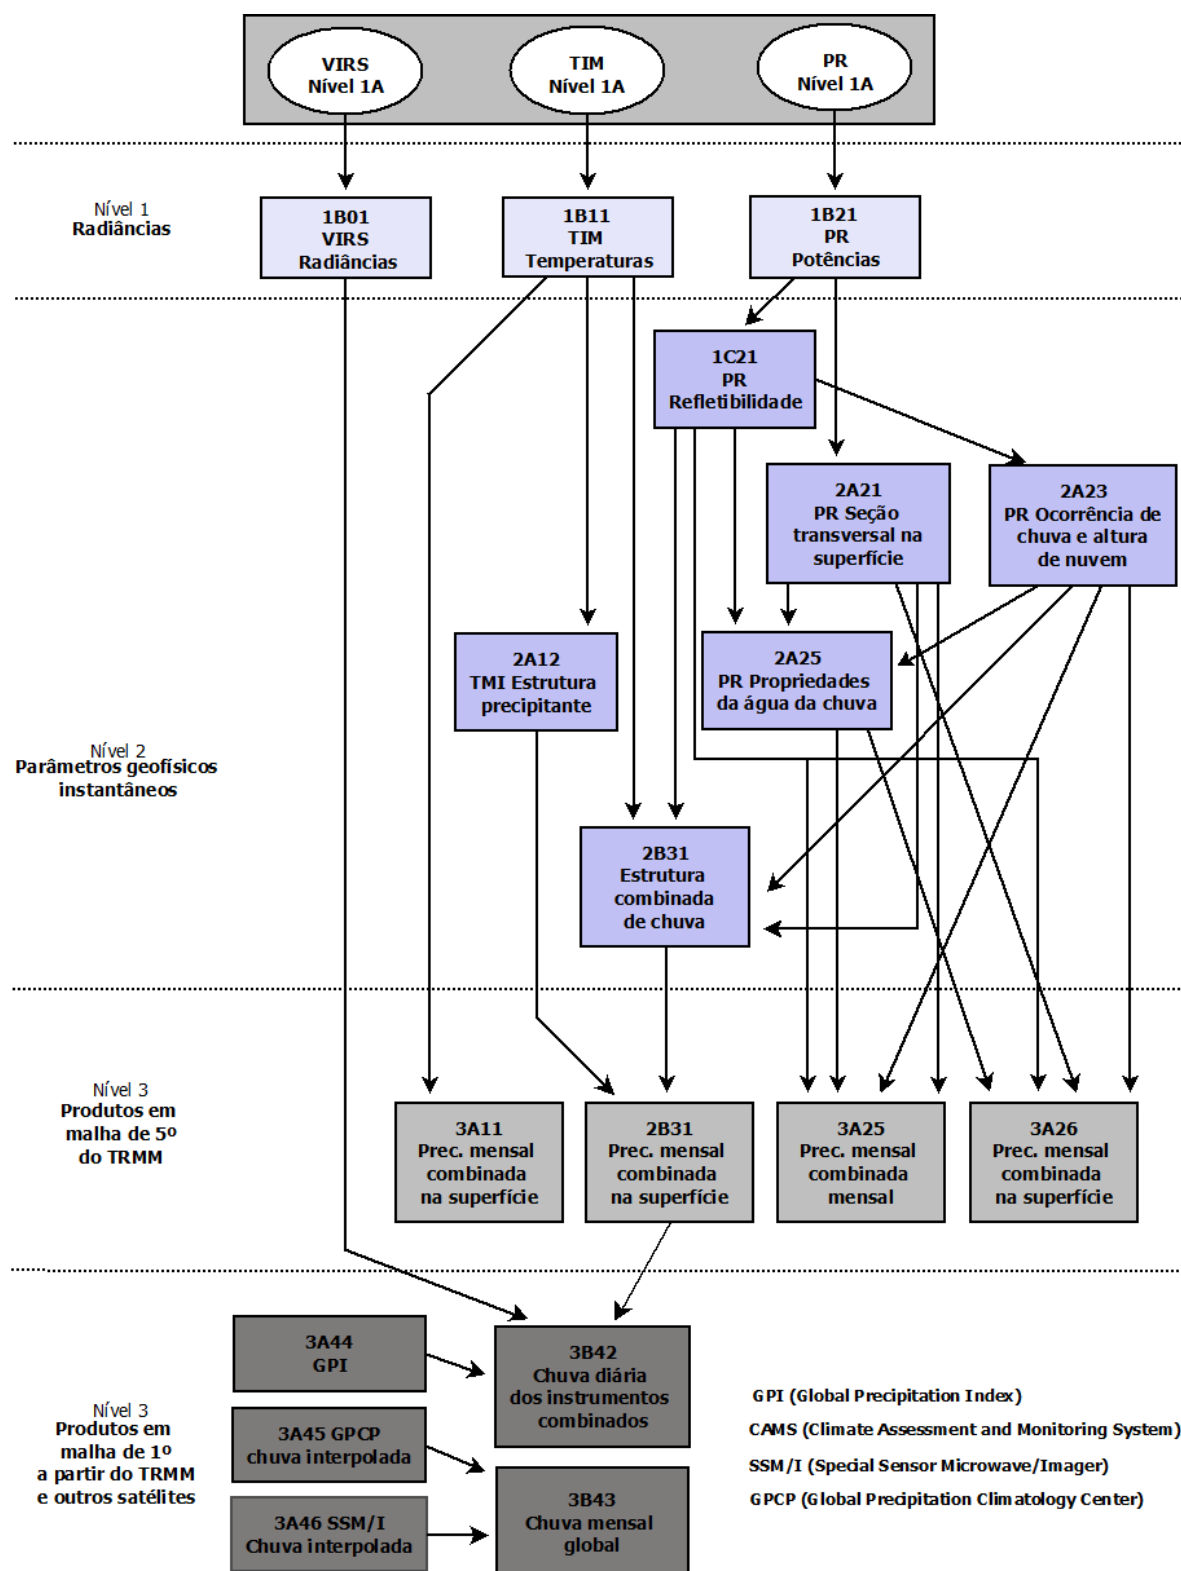 VIRS
Nível 1A
TIM
Nível 1A
PR
Nível 1A
Nível 1
Radiâncias
1B01
VIRS
Radiâncias
1B11
TIM
Temperaturas
1B21
PR
Potências
1C21
PR
Refletibilidade
2A21
PR Seção
transversal na
superfície
2A23
PR Ocorrência de
chuva e altura
de nuvem
2A12
TMI Estrutura
precipitante
2A25
PR Propriedades
da água da chuva
Nível 2
Parâmetros geofísicos
instantâneos
2B31
Estrutura
combinada
de chuva
Nível 3
Produtos em
malha de 5º
do TRMM
3A11
Prec. mensal
combinada
na superfície
2B31
Prec. mensal
combinada
na superfície
3A25
Prec. mensal
combinada
mensal
3A26
Prec. mensal
combinada
na superfície
Nível 3
Produtos em
malha de 1º
a partir do TRMM
e outros satélites
3A44
GPI
3A45 GPCP
chuva interpolada
3A46 SSM/I
Chuva interpolada
3B42
Chuva diária
dos instrumentos
combinados
3B43
Chuva mensal
global
GPI (Global Precipitation Index)
CAMS (Climate Assessment and Monitoring System)
SSM/I (Special Sensor Microwave/Imager)
GPCP (Global Precipitation Climatology Center)